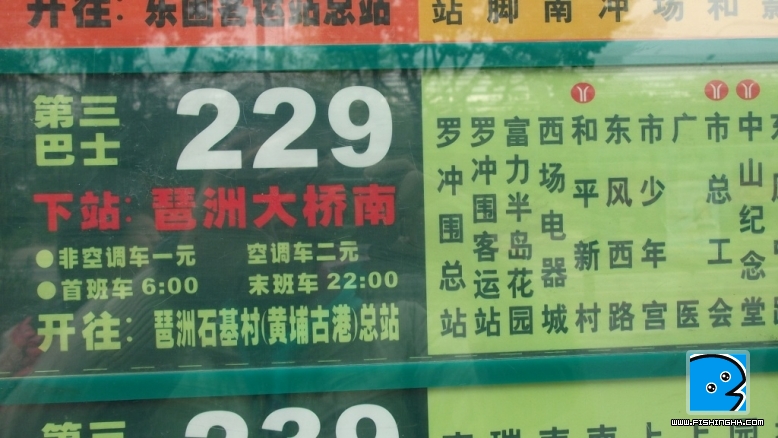 开往: 东圃客运站总站
站 脚 南 冲 场 和
第三巴士 229
下站: 琶洲大桥南
●非空调车一元 空调车二元
●首班车 6:00 末班车 22:00
开往: 琶洲石基村(黄埔古港)总站
罗冲围总站
罗冲围客运站
富力半岛花园
西场电器城
和平新村
东风西路
市少年宫
广医
市总工会
中山纪念堂
WWW.FISHINGHK.COM